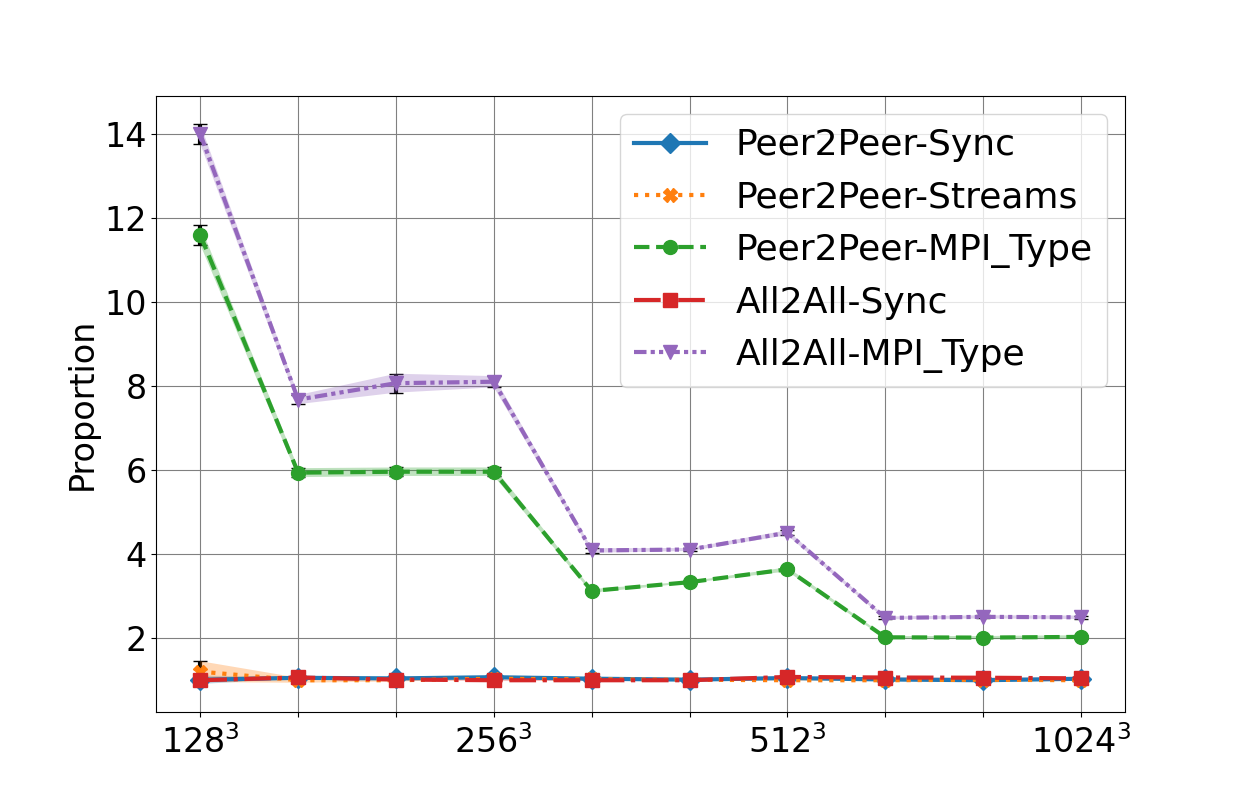 Proportion
14
12
10
8
6
4
2
128³
256³
512³
1024³
Peer2Peer-Sync
Peer2Peer-Streams
Peer2Peer-MPI_Type
All2All-Sync
All2All-MPI_Type